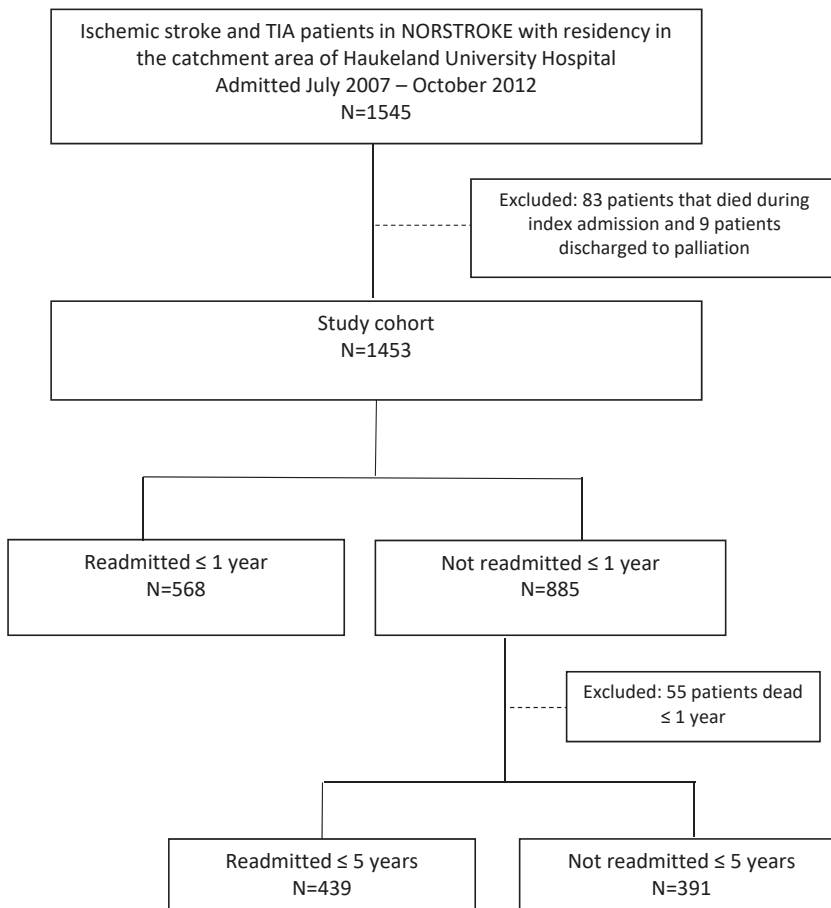 Ischemic stroke and TIA patients in NORSTROKE with residency in
the catchment area of Haukeland University Hospital
Admitted July 2007 – October 2012
N=1545
Excluded: 83 patients that died during
index admission and 9 patients
discharged to palliation
Study cohort
N=1453
Readmitted ≤ 1 year
N=568
Not readmitted ≤ 1 year
N=885
Excluded: 55 patients dead
≤ 1 year
Readmitted ≤ 5 years
N=439
Not readmitted ≤ 5 years
N=391